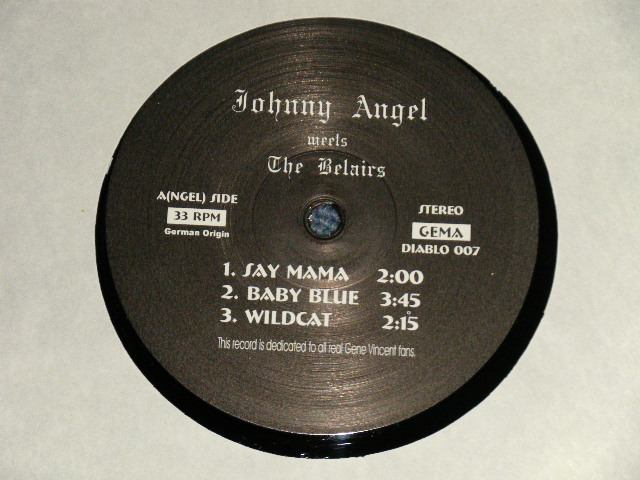 Johnny Angel
meets
The Belairs
A(NGEL) SIDE
33 RPM
German Origin
STEREO
GEMA
DIABLO 007
1. SAY MAMA 2:00
2. BABY BLUE 3:45
3. WILDCAT 2:15
This record is dedicated to all real Gene Vincent fans.